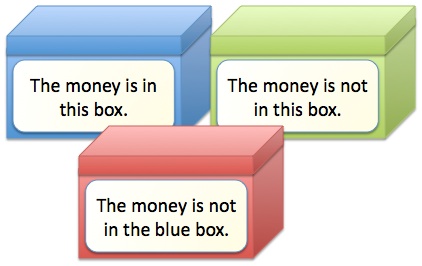 The money is in
this box.
The money is not
in this box.
The money is not
in the blue box.